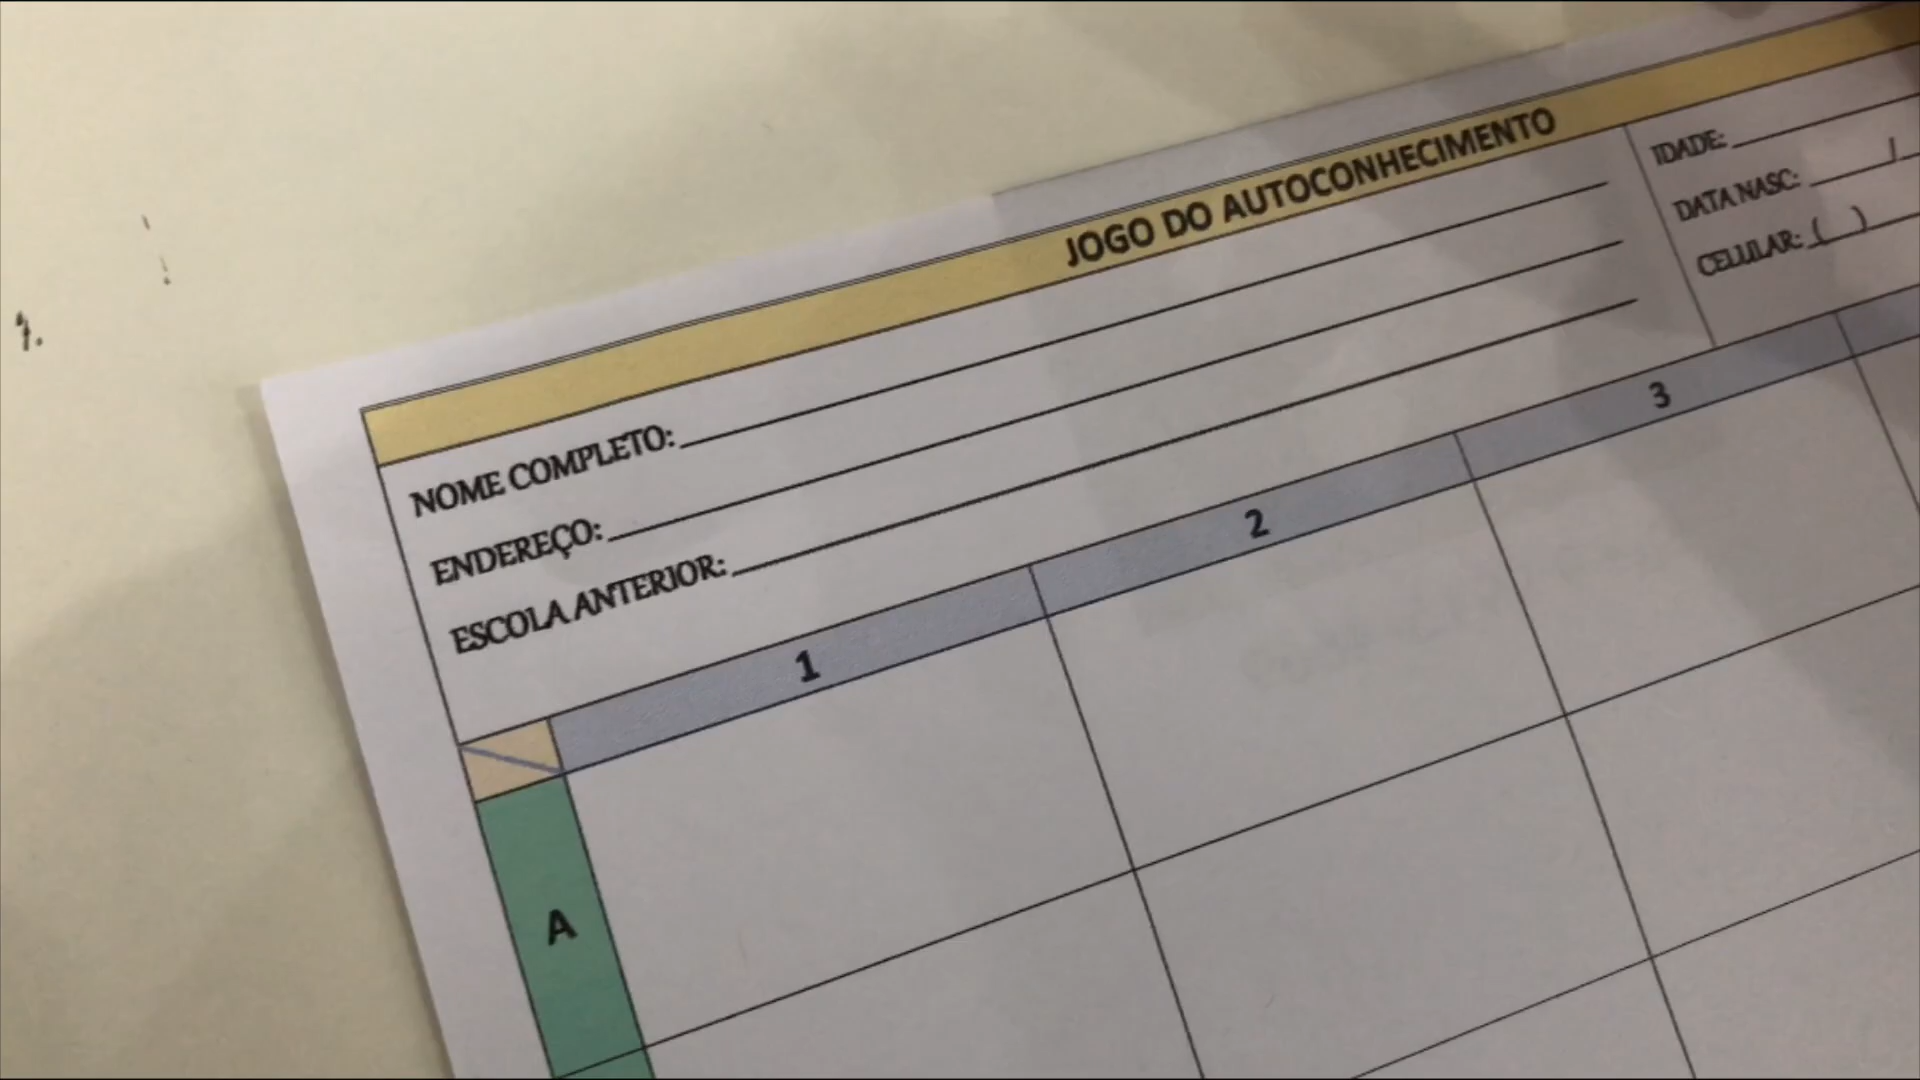 JOGO DO AUTOCONHECIMENTO
NOME COMPLETO:
ENDEREÇO:
ESCOLA ANTERIOR:
IDADE:
DATA NASC: /
CELULAR: ( )
1 2 3
A